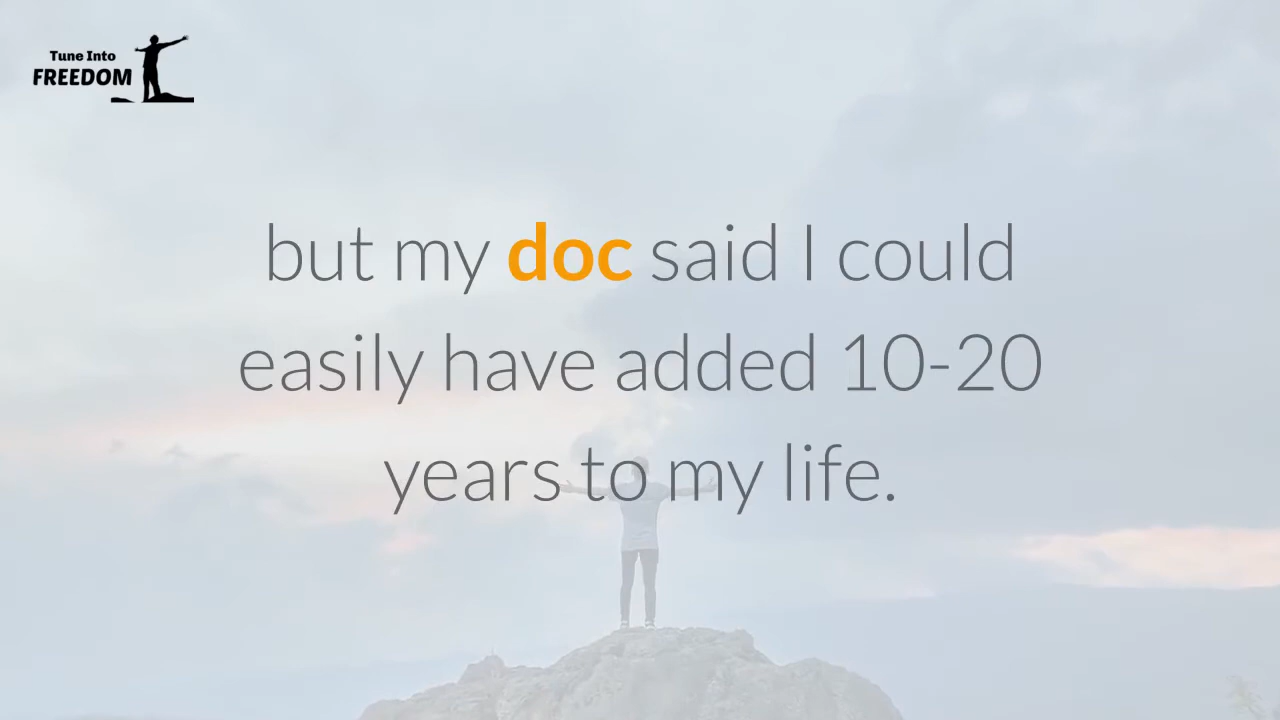 Tune Into
FREEDOM
but my doc said I could
easily have added 10-20
years to my life.